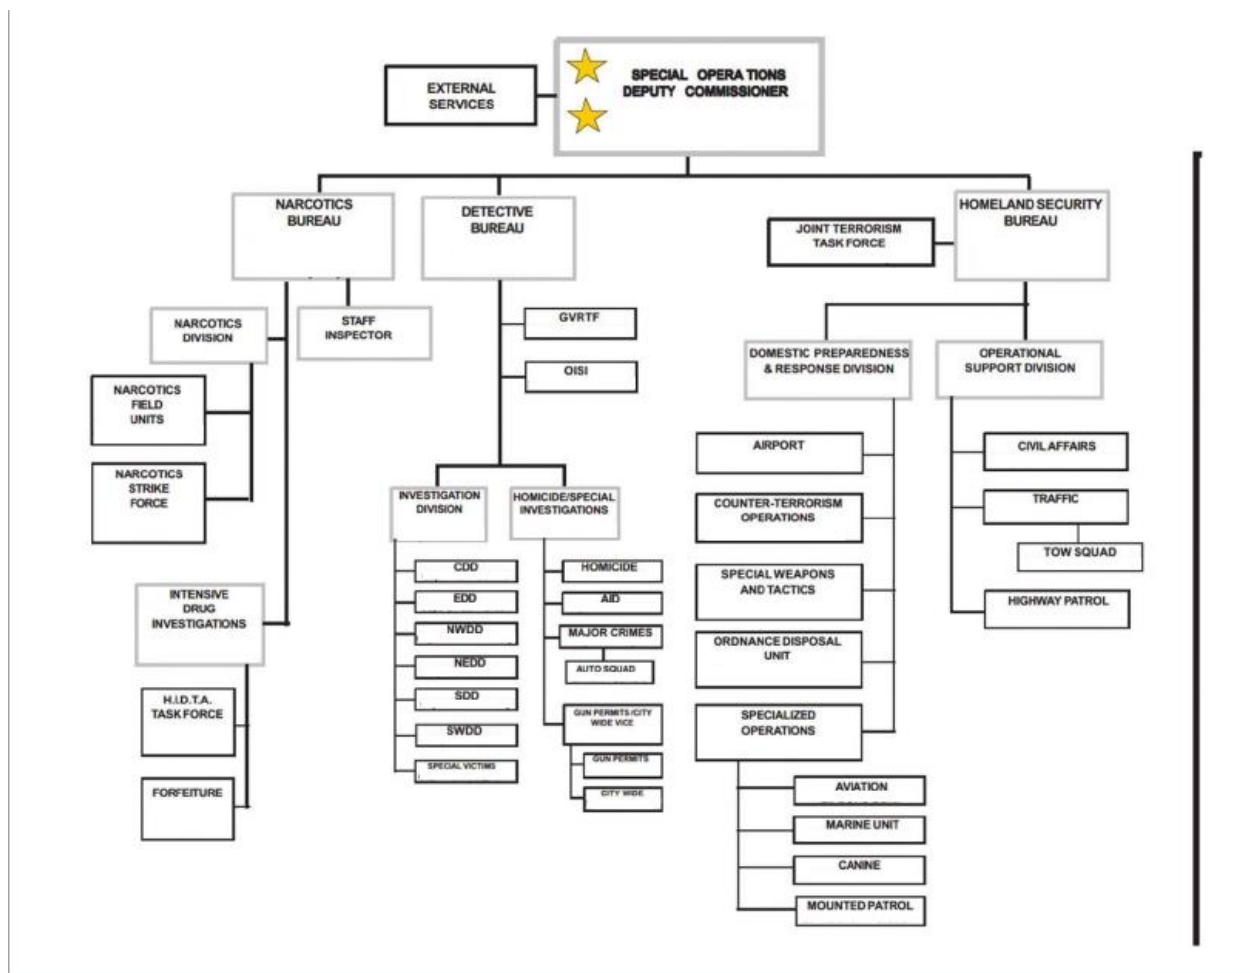 SPECIAL OPERATIONS
DEPUTY COMMISSIONER
EXTERNAL
SERVICES
NARCOTICS
BUREAU
DETECTIVE
BUREAU
HOMELAND SECURITY
BUREAU
JOINT TERRORISM
TASK FORCE
NARCOTICS
DIVISION
STAFF
INSPECTOR
NARCOTICS
FIELD
UNITS
NARCOTICS
STRIKE
FORCE
INTENSIVE
DRUG
INVESTIGATIONS
H.I.D.T.A.
TASK FORCE
FORFEITURE
GVRTF
OISI
INVESTIGATION
DIVISION
CDD
EDD
NWDD
NEDD
SDD
SWDD
SPECIAL VICTIMS
HOMICIDE/SPECIAL
INVESTIGATIONS
HOMICIDE
AID
MAJOR CRIMES
AUTO SQUAD
GUN PERMITS/CITY
WIDE VICE
GUN PERMITS
CITY WIDE
DOMESTIC PREPAREDNESS
& RESPONSE DIVISION
AIRPORT
COUNTER-TERRORISM
OPERATIONS
SPECIAL WEAPONS
AND TACTICS
ORDNANCE DISPOSAL
UNIT
SPECIALIZED
OPERATIONS
AVIATION
MARINE UNIT
CANINE
MOUNTED PATROL
OPERATIONAL
SUPPORT DIVISION
CIVIL AFFAIRS
TRAFFIC
TOW SQUAD
HIGHWAY PATROL